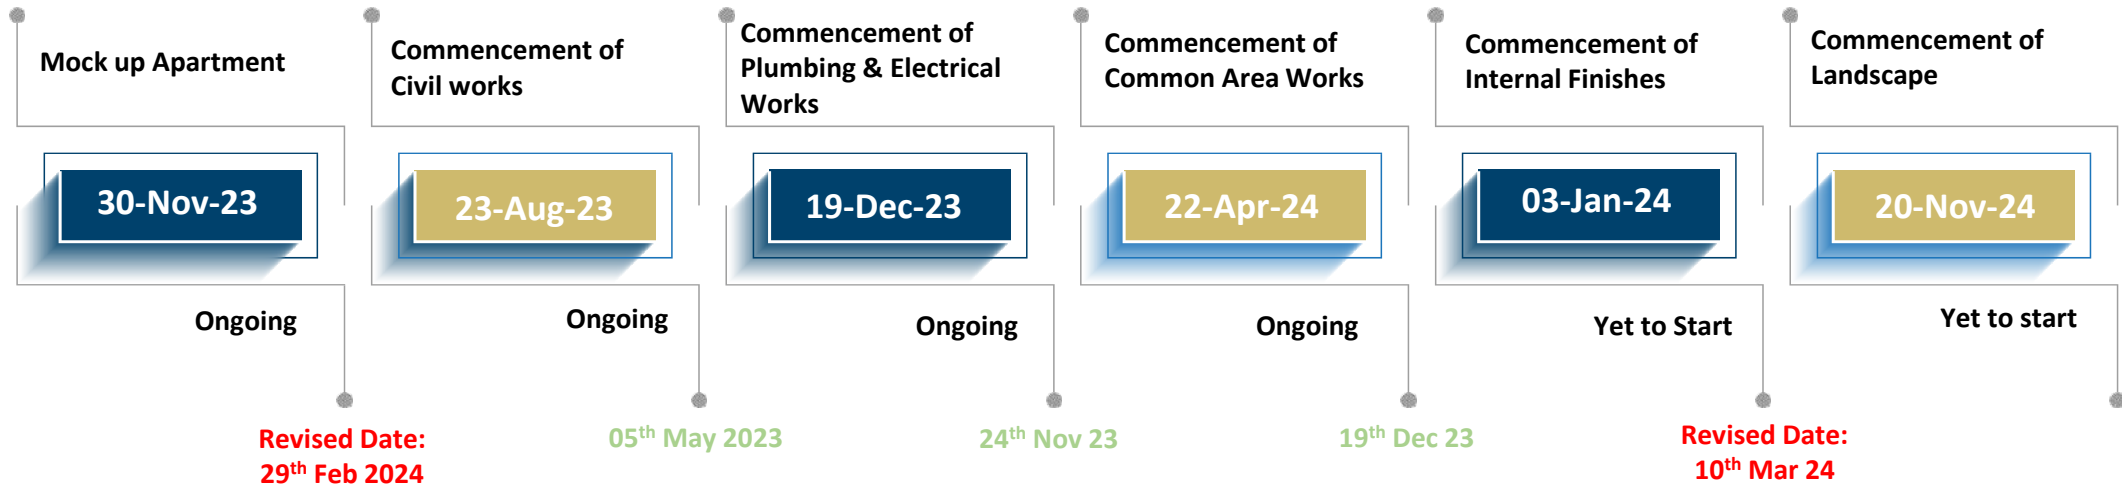 Mock up Apartment
30-Nov-23
Ongoing
Revised Date:
29th Feb 2024
Commencement of
Civil works
23-Aug-23
Ongoing
05th May 2023
Commencement of
Plumbing & Electrical
Works
19-Dec-23
Ongoing
24th Nov 23
Commencement of
Common Area Works
22-Apr-24
Ongoing
19th Dec 23
Commencement of
Internal Finishes
03-Jan-24
Yet to Start
Revised Date:
10th Mar 24
Commencement of
Landscape
20-Nov-24
Yet to start